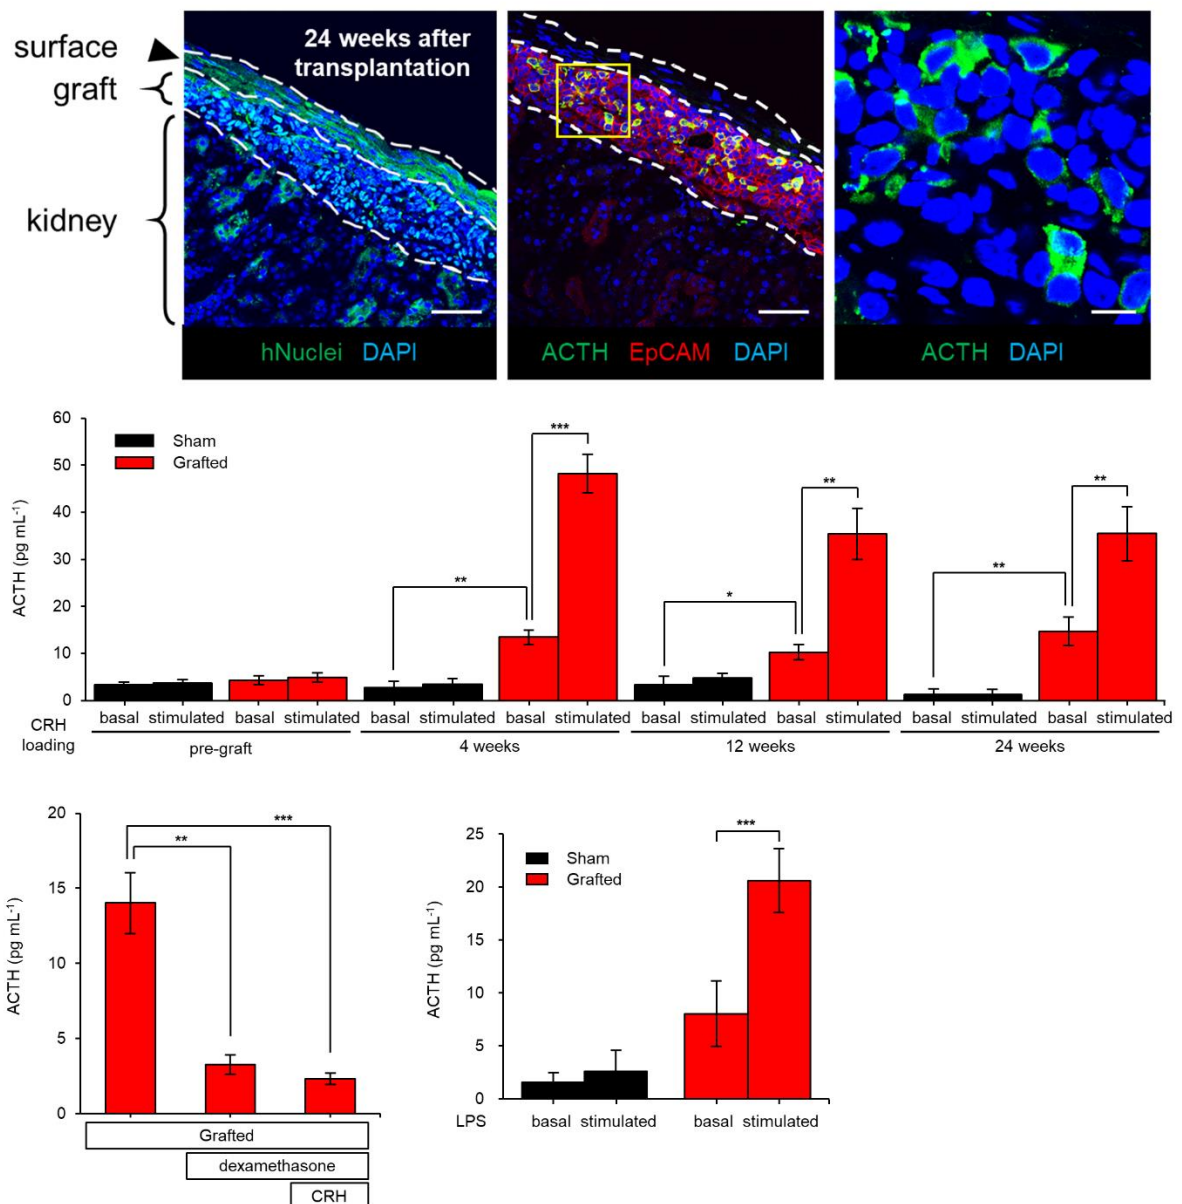 surface
graft
kidney
24 weeks after
transplantation
hNuclei DAPI
ACTH EpCAM DAPI
ACTH DAPI
ACTH (pg mL-1)
60
50
40
30
20
10
0
Sham
Grafted
***
**
**
**
*
**
basal stimulated basal stimulated basal stimulated basal stimulated basal stimulated basal stimulated basal stimulated basal stimulated
CRH
loading
pre-graft 4 weeks 12 weeks 24 weeks
ACTH (pg mL-1)
20
15
10
5
0
***
**
Grafted
dexamethasone
CRH
ACTH (pg mL-1)
25
20
15
10
5
0
Sham
Grafted
***
LPS basal stimulated basal stimulated